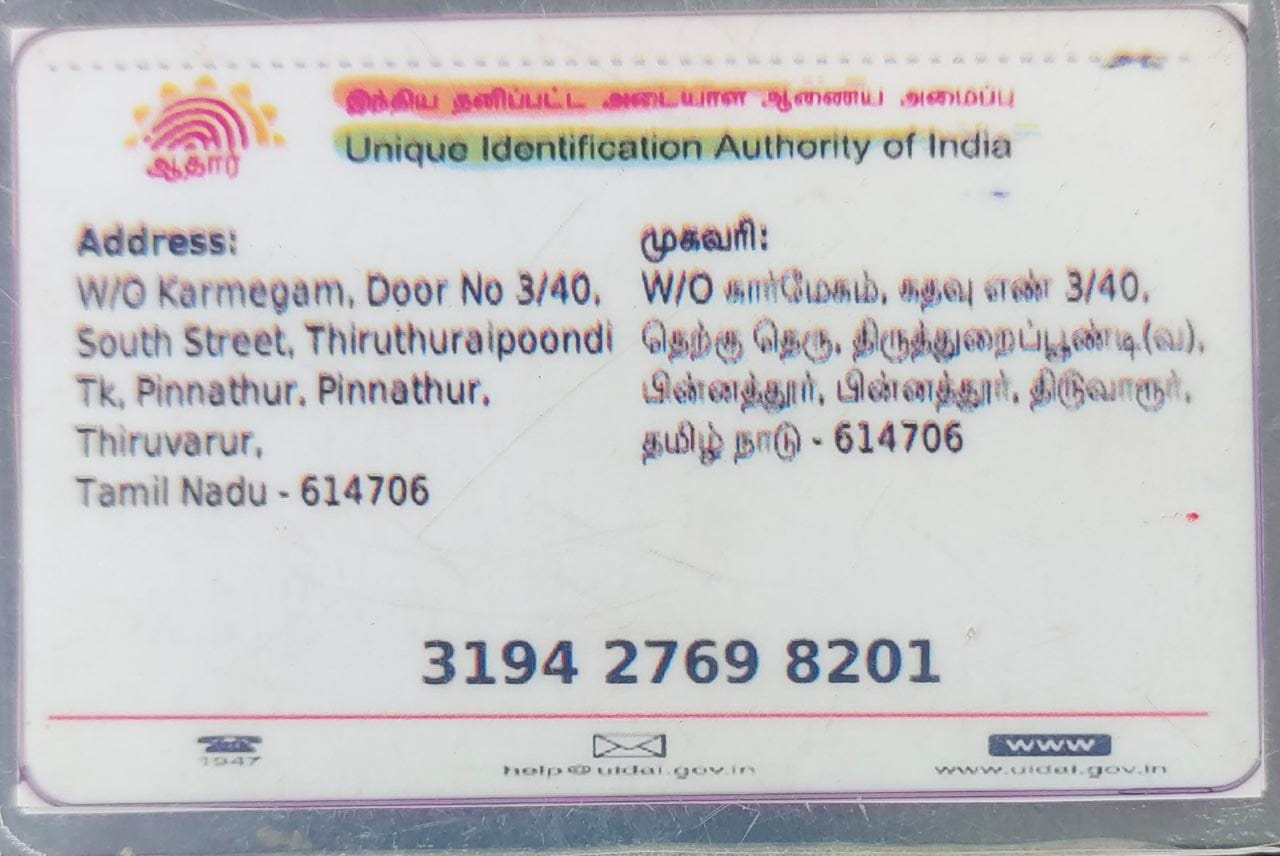 இந்திய தனிப்பட்ட அடையாள ஆணைய அமைப்பு
Unique Identification Authority of India
ஆதார்
Address:
W/O Karmegam, Door No 3/40,
South Street, Thiruthuraipoondi
Tk, Pinnathur, Pinnathur,
Thiruvarur,
Tamil Nadu - 614706
முகவரி:
W/O கார்மேகம், கதவு எண் 3/40,
தெற்கு தெரு, திருத்துறைப்பூண்டி(வ),
பின்னத்தூர், பின்னத்தூர், திடுவாரூர்,
தமிழ் நாடு - 614706
3194 2769 8201
1947
help@uidai.gov.in
www
www.uidai.gov.in